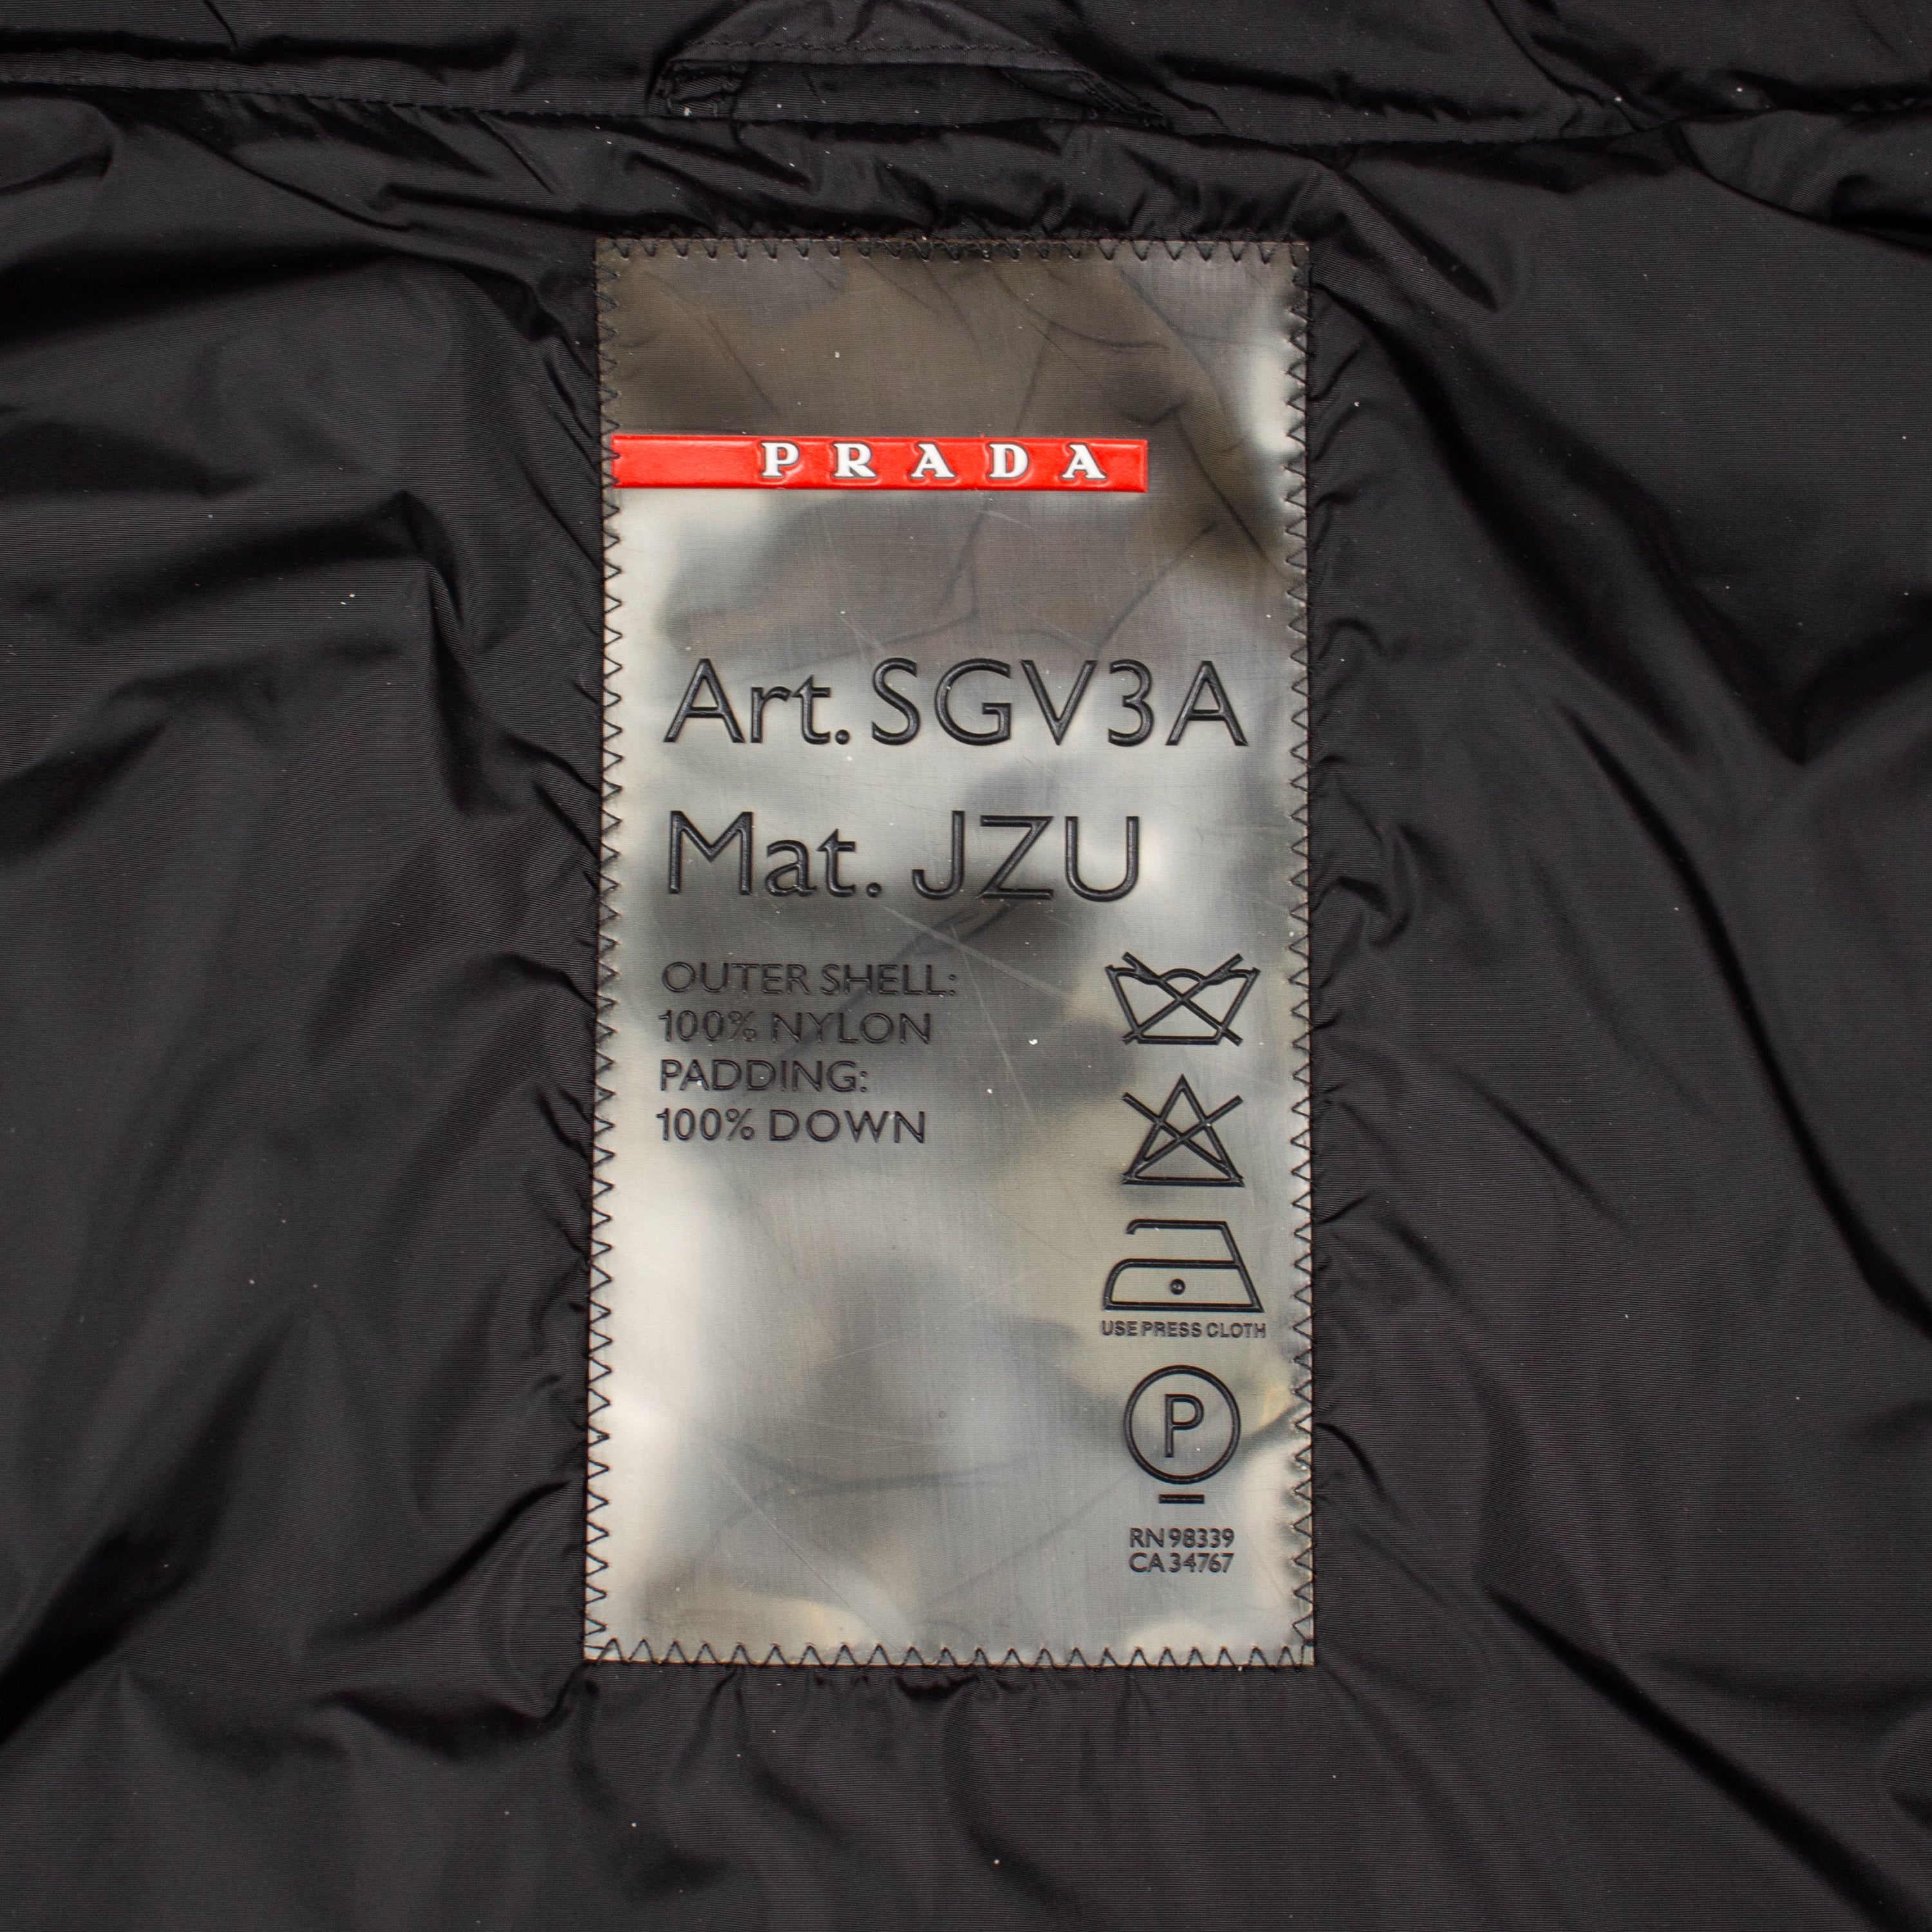 PRADA
Art. SGV3A
Mat. JZU
OUTER SHELL:
100% NYLON
PADDING:
100% DOWN
USE PRESS CLOTH
P
RN 98339
CA 34767